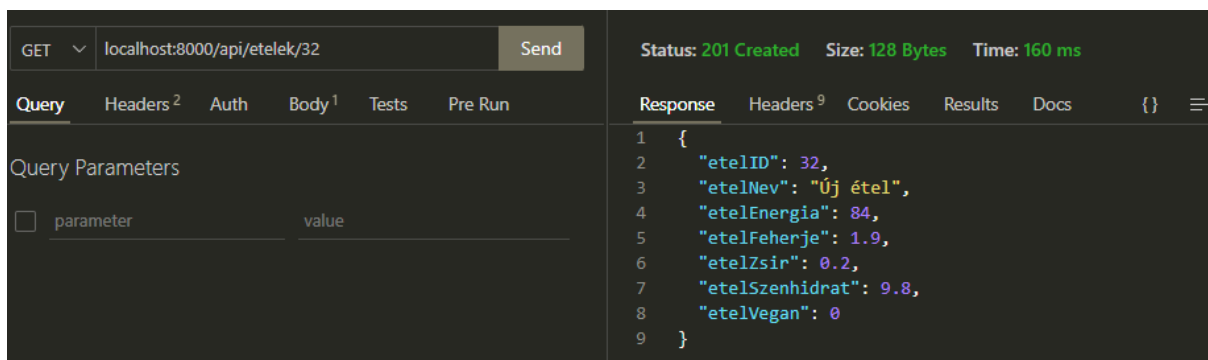 GET localhost:8000/api/etelek/32 Send
Query Headers 2 Auth Body 1 Tests Pre Run
Query Parameters
parameter value
Status: 201 Created Size: 128 Bytes Time: 160 ms
Response Headers 9 Cookies Results Docs {}
1 {
2 "etelID": 32,
3 "etelNev": "Új étel",
4 "etelEnergia": 84,
5 "etelFeherje": 1.9,
6 "etelZsir": 0.2,
7 "etelSzenhidrat": 9.8,
8 "etelVegan": 0
9 }